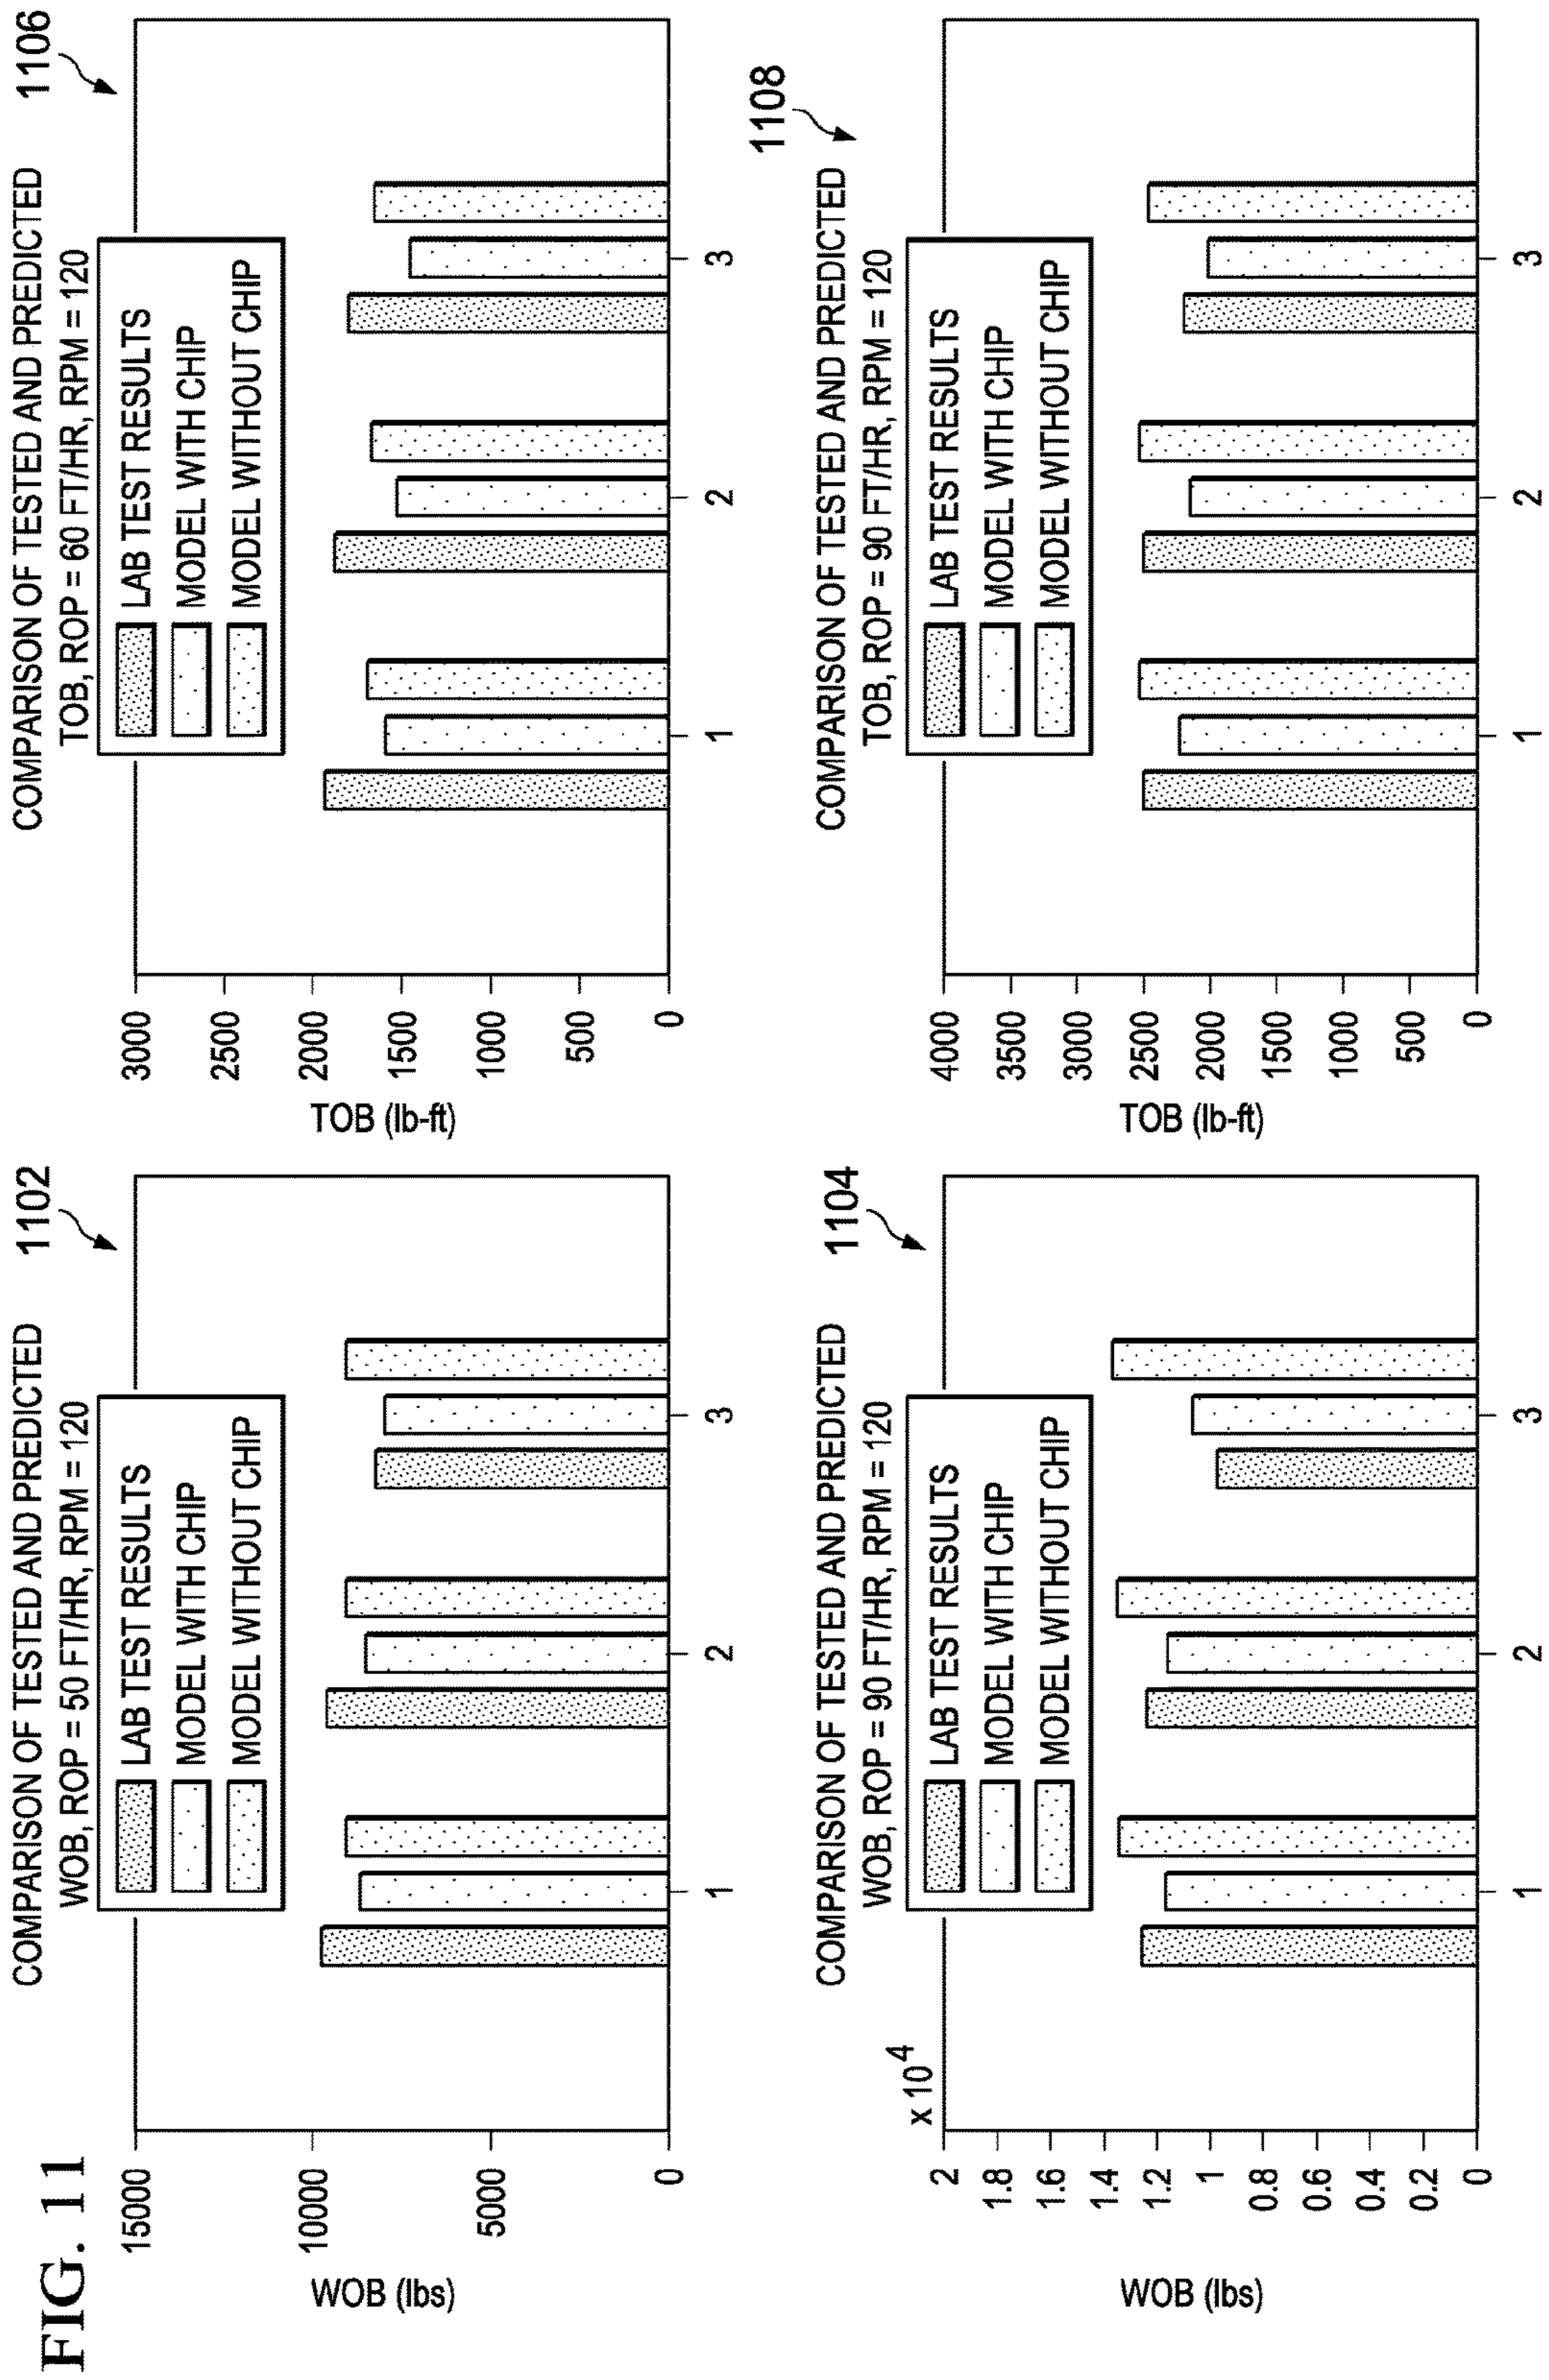 FIG. 11
1102
COMPARISON OF TESTED AND PREDICTED
WOB, ROP = 50 FT/HR, RPM = 120
LAB TEST RESULTS
MODEL WITH CHIP
MODEL WITHOUT CHIP
WOB (lbs)
15000
10000
5000
0
1 2 3
1104
COMPARISON OF TESTED AND PREDICTED
WOB, ROP = 90 FT/HR, RPM = 120
LAB TEST RESULTS
MODEL WITH CHIP
MODEL WITHOUT CHIP
x 10^4
WOB (lbs)
2
1.8
1.6
1.4
1.2
1
0.8
0.6
0.4
0.2
0
1 2 3
1106
COMPARISON OF TESTED AND PREDICTED
TOB, ROP = 60 FT/HR, RPM = 120
LAB TEST RESULTS
MODEL WITH CHIP
MODEL WITHOUT CHIP
TOB (lb-ft)
3000
2500
2000
1500
1000
500
0
1 2 3
1108
COMPARISON OF TESTED AND PREDICTED
TOB, ROP = 90 FT/HR, RPM = 120
LAB TEST RESULTS
MODEL WITH CHIP
MODEL WITHOUT CHIP
TOB (lb-ft)
4000
3500
3000
2500
2000
1500
1000
500
0
1 2 3